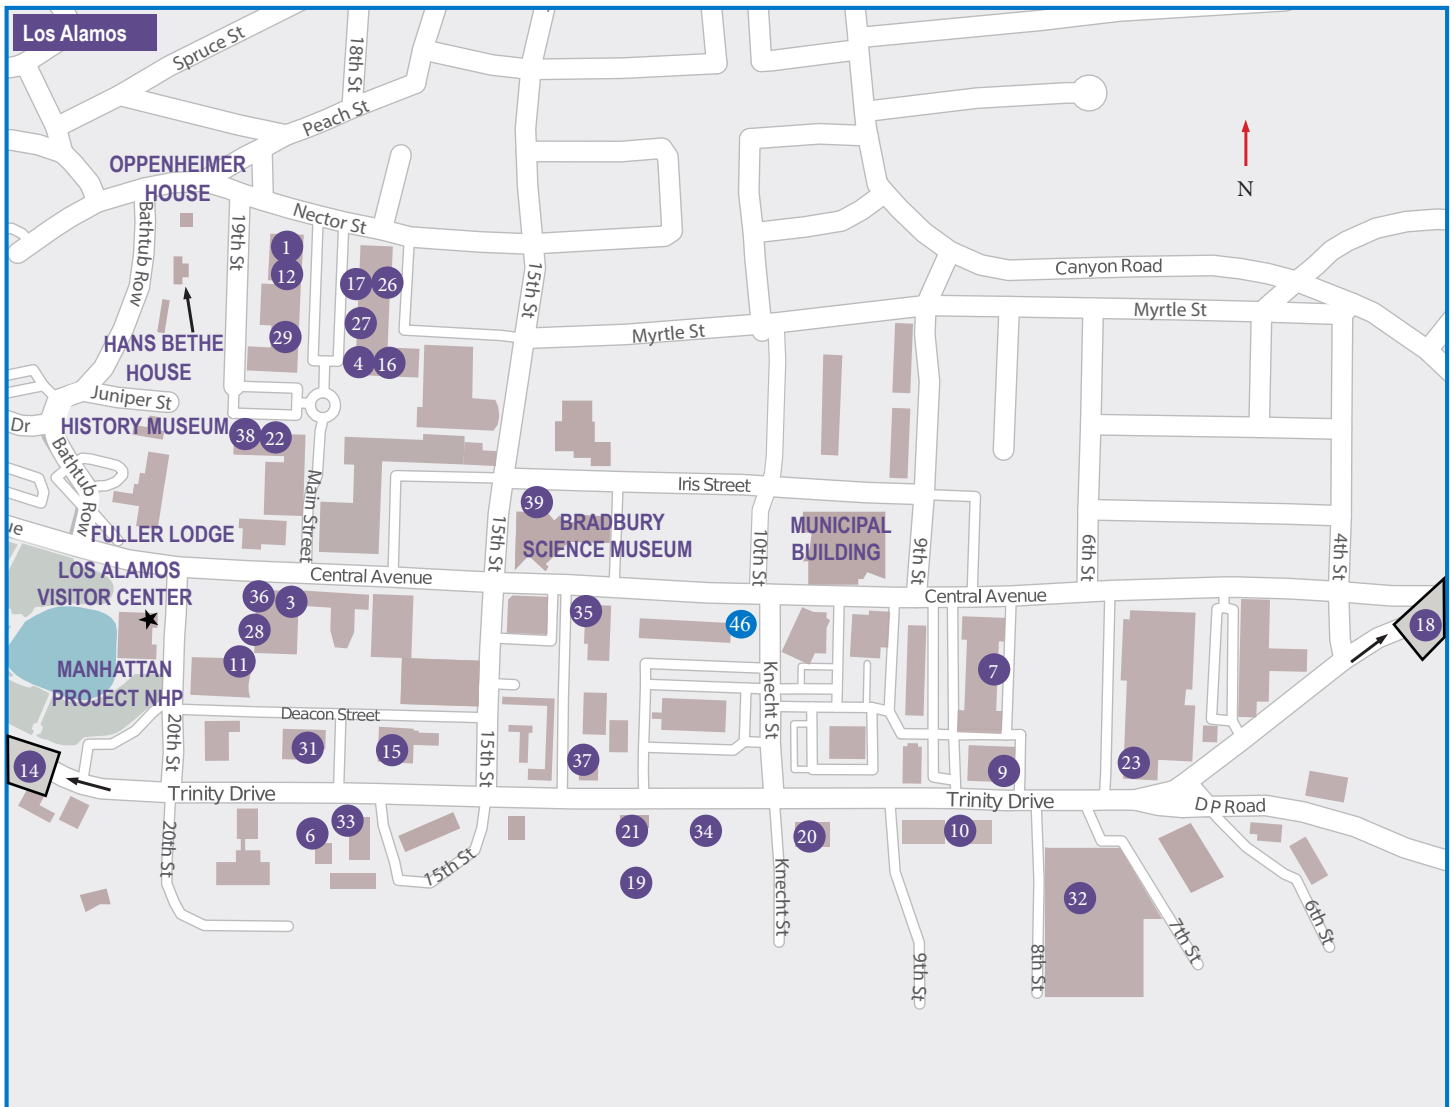 Los Alamos
Spruce St
18th St
Peach St
OPPENHEIMER
HOUSE
N
Nector St
Bathtub Row
19th St
1
12
17
26
15th St
Canyon Road
Myrtle St
Myrtle St
27
29
HANS BETHE
HOUSE
4
16
Juniper St
Dr
HISTORY MUSEUM
38
22
Bathtub Row
Main Street
Iris Street
39
BRADBURY
SCIENCE MUSEUM
MUNICIPAL
BUILDING
15th St
10th St
9th St
6th St
4th St
ue
FULLER LODGE
LOS ALAMOS
VISITOR CENTER
Central Avenue
Central Avenue
36
3
35
46
18
28
11
7
MANHATTAN
PROJECT NHP
Knecht St
Deacon Street
20th St
15th St
31
15
37
9
23
14
Trinity Drive
Trinity Drive
D P Road
6
33
21
34
20
10
20th St
15th St
19
Knecht St
32
9th St
8th St
7th St
6th St